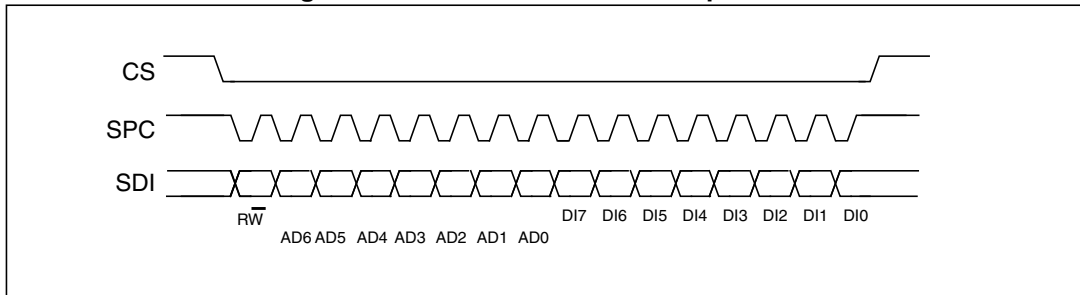 CS
SPC
SDI
RW̅
DI7 DI6 DI5 DI4 DI3 DI2 DI1 DI0
AD6 AD5 AD4 AD3 AD2 AD1 AD0